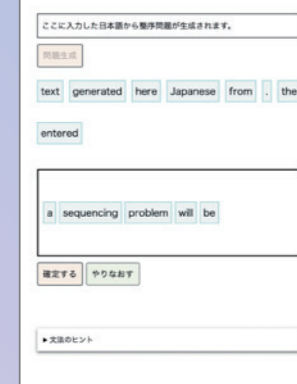 ここに入力した日本語から整序問題が生成されます。
問題生成
text generated here Japanese from . the
entered
a sequencing problem will be
確定する やりなおす
▸文法のヒント